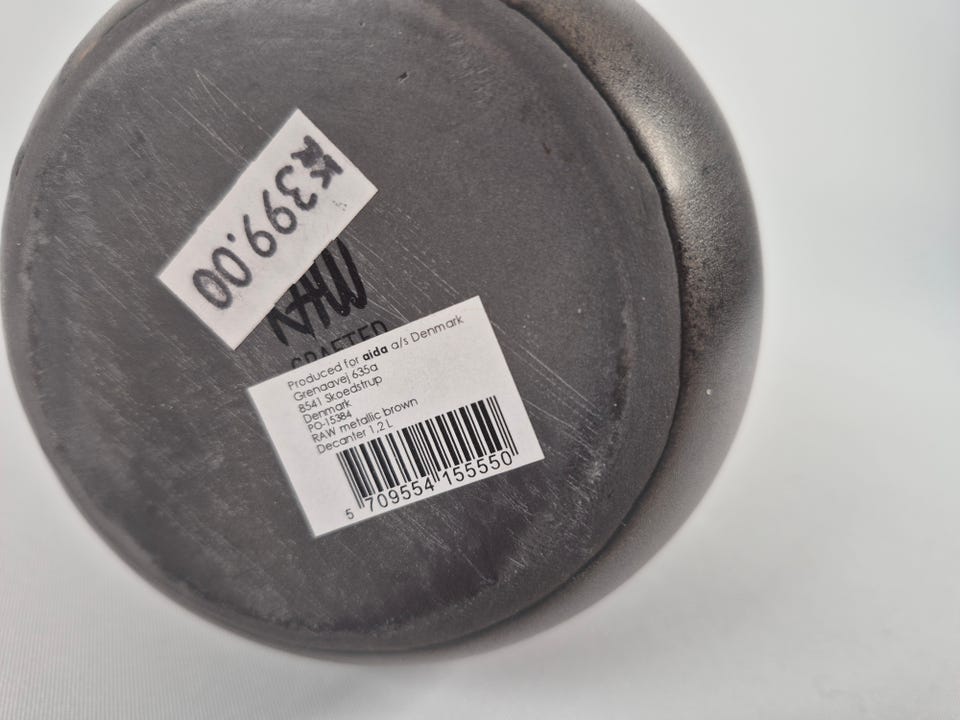 Kr 399.00
RAW
CRAFTED
Produced for aida a/s Denmark
Grenaavej 635a
8541 Skoedstrup
Denmark
PO-15384
RAW metallic brown
Decanter 1,2 L
5 709554 155550